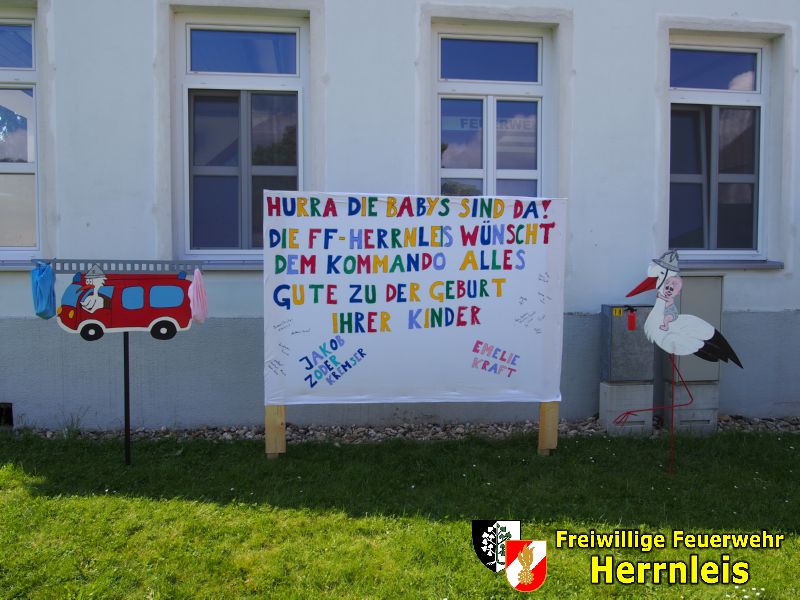 FEUERWEHR
HURRA DIE BABYS SIND DA!
DIE FF-HERRNLEIS WÜNSCHT
DEM KOMMANDO ALLES
GUTE ZU DER GEBURT
IHRER KINDER
JAKOB
ZODER
KREMSER
EMELIE
KRAFT
Freiwillige Feuerwehr
Herrnleis